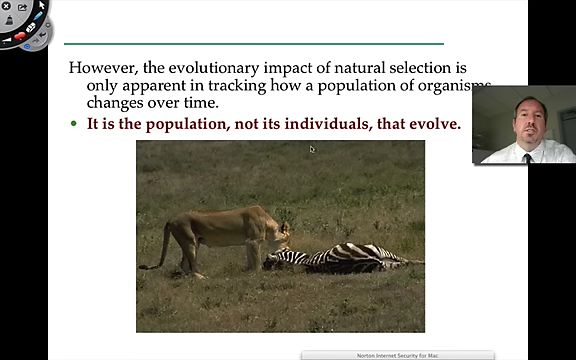 However, the evolutionary impact of natural selection is
only apparent in tracking how a population of organisms
changes over time.
• It is the population, not its individuals, that evolve.
Norton Internet Security for Mac